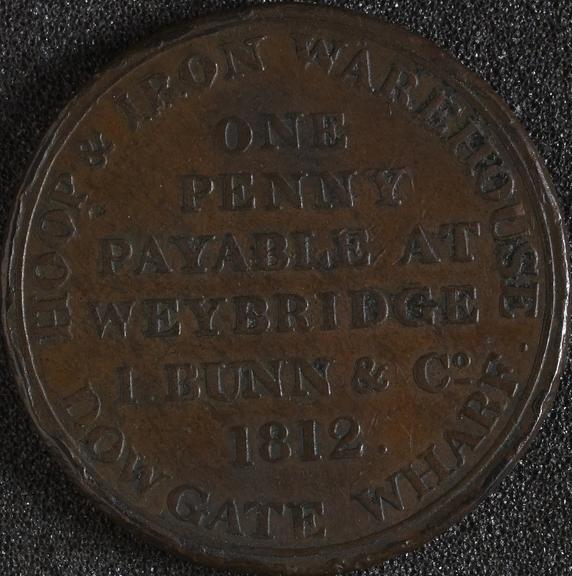 HOOP & IRON WAREHOUSE
ONE
PENNY
PAYABLE AT
WEYBRIDGE
I. BUNN & Co.
1812.
DOWGATE WHARF.